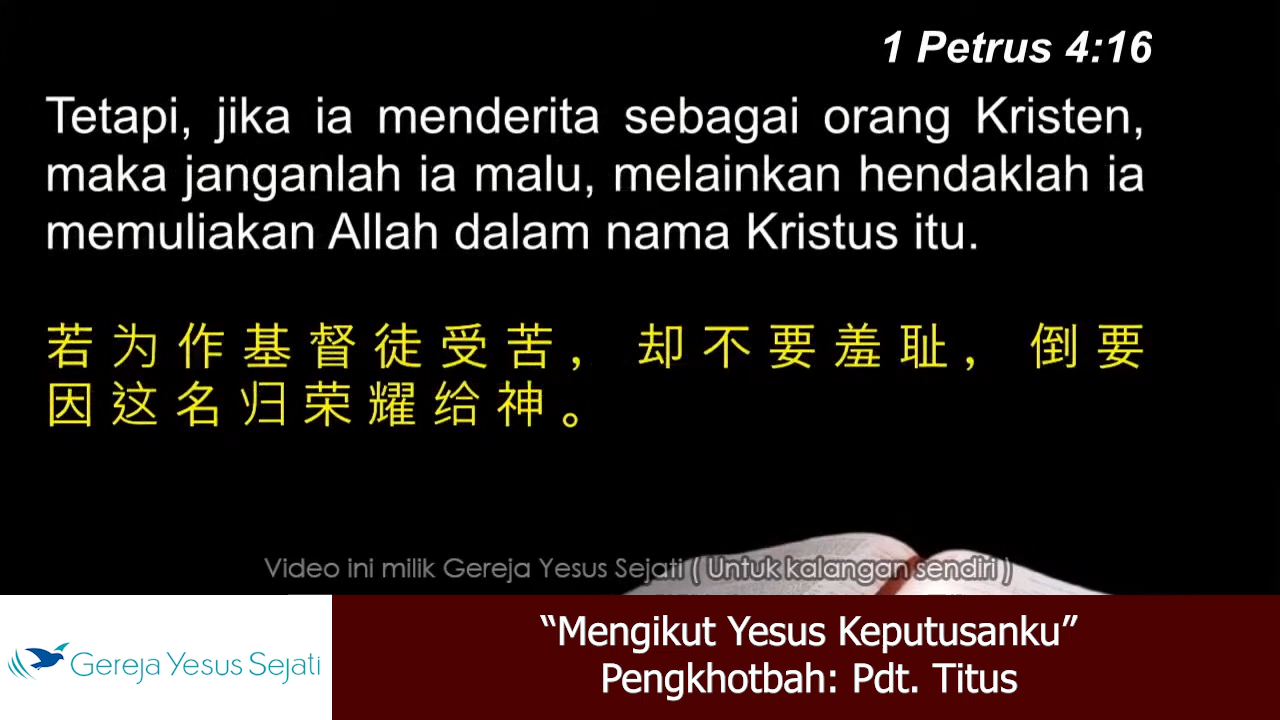 1 Petrus 4:16
Tetapi, jika ia menderita sebagai orang Kristen,
maka janganlah ia malu, melainkan hendaklah ia
memuliakan Allah dalam nama Kristus itu.
若为作基督徒受苦，却不要羞耻，倒要
因这名归荣耀给神。
Video ini milik Gereja Yesus Sejati ( Untuk kalangan sendiri )
“Mengikut Yesus Keputusanku”
Gereja Yesus Sejati
Pengkhotbah: Pdt. Titus